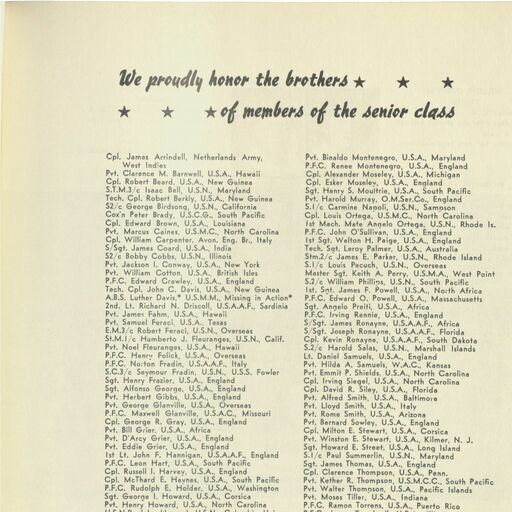 We proudly honor the brothers ★ ★ ★
★ ★ ★ of members of the senior class
Cpl. James Arrindell, Netherlands Army,
West Indies
Pvt. Clarence M. Barnwell, U.S.A., Hawaii
Cpl. Robert Beard, U.S.A., New Guinea
S.T.M.3/c Isaac Bell, U.S.N., Maryland
Tech. Cpl. Robert Berkly, U.S.A., New Guinea
S2/c George Birdsong, U.S.N., California
Cox'n Peter Brady, U.S.C.G., South Pacific
Cpl. Edward Brown, U.S.A., Louisiana
Pvt. Marcus Caines, U.S.M.C., North Carolina
Cpl. William Carpenter, Avon. Eng. Br., Italy
S/Sgt. James Coard, U.S.A., India
S2/c Bobby Cobbs, U.S.N., Illinois
Pvt. Jackson I. Conway, U.S.A., New York
Pvt. William Cotton, U.S.A., British Isles
P.F.C. Edward Crawley, U.S.A., England
Tech. Cpl. John C. Davis, U.S.A., New Guinea
A.B.S. Luther Davis,* U.S.M.M., Missing in Action*
2nd. Lt. Richard N. Driscoll, U.S.A.A.F., Sardinia
Pvt. James Fahm, U.S.A., Hawaii
Pvt. Samuel Feraci, U.S.A., Texas
E.M.3/c Robert Feraci, U.S.N., Overseas
St.M.1/c Humberto J. Fleuranges, U.S.N., Calif.
Pvt. Noel Fleuranges, U.S.A., Hawaii
P.F.C. Henry Folick, U.S.A., Overseas
P.F.C. Norton Fradin, U.S.A.A.F., Italy
S.C.3/c Seymour Fradin, U.S.N., U.S.S. Fowler
Sgt. Henry Frazier, U.S.A., England
Sgt. Alfonso George, U.S.A., England
Pvt. Herbert Gibbs, U.S.A., England
Pvt. George Glanville, U.S.A., Overseas
P.F.C. Maxwell Glanville, U.S.A.C., Missouri
Cpl. George R. Gray, U.S.A., England
Pvt. Bill Grier, U.S.A., Africa
Pvt. D'Arcy Grier, U.S.A., England
Pvt. Eddie Grier, U.S.A., England
1st Lt. John F. Hannigan, U.S.A.A.F., England
P.F.C. Leon Hart, U.S.A., South Pacific
Cpl. Russell I. Harvey, U.S.A., England
Cpl. McThard E. Haynes, U.S.A., South Pacific
P.F.C. Rudolph E. Holder, U.S.A., Washington
Sgt. George I. Howard, U.S.A., Corsica
Pvt. Henry Howard, U.S.A., North Carolina
Pvt. Binaldo Montenegro, U.S.A., Maryland
P.F.C. Renee Montenegro, U.S.A., England
Cpl. Alexander Moseley, U.S.A., Michigan
Cpl. Esker Moseley, U.S.A., England
Sgt. Henry S. Moultrie, U.S.A., South Pacific
Pvt. Harold Murray, O.M.Ser.Co., England
S.1/c Carmine Napoli, U.S.N., Sampson
Cpl. Louis Ortega, U.S.M.C., North Carolina
1st Mach. Mate Angelo Ortega, U.S.N., Rhode Is.
P.F.C. John O'Sullivan, U.S.A., England
1st Sgt. Welton H. Paige, U.S.A., England
Tech. Sgt. Leroy Palmer, U.S.A., Australia
Stm.2/c James E. Parker, U.S.N., Rhode Island
S.1/c Louis Pecuch, U.S.N., Overseas
Master Sgt. Keith A. Perry, U.S.M.A., West Point
S.2/c William Phillips, U.S.N., South Pacific
1st. Sgt. James F. Powell, U.S.A., North Africa
P.F.C. Edward O. Powell, U.S.A., Massachusetts
Sgt. Angelo Preiti, U.S.A., Africa
P.F.C. Irving Rennie, U.S.A., England
S/Sgt. James Ronayne, U.S.A.A.F., Africa
S/Sgt. Joseph Ronayne, U.S.A.A.F., Florida
Cpl. Kevin Ronayne, U.S.A.A.F., South Dakota
S.2/c Harold Salas, U.S.N., Marshall Islands
Lt. Daniel Samuels, U.S.A., England
Pvt. Hilda A. Samuels, W.A.C., Kansas
Pvt. Emmit P. Shields, U.S.A., North Carolina
Cpl. Irving Siegel, U.S.A., North Carolina
Cpl. David R. Siley, U.S.A., Florida
Pvt. Alfred Smith, U.S.A., Baltimore
Pvt. Lloyd Smith, U.S.A., Italy
Pvt. Rome Smith, U.S.A., Arizona
Pvt. Bernard Sowley, U.S.A., England
Cpl. Milton E. Stewart, U.S.A., Corsica
Pvt. Winston E. Stewart, U.S.A., Kilmer, N. J.
Sgt. Howard E. Street, U.S.A., Long Island
S.1/c Paul Summerlin, U.S.N., Maryland
Sgt. James Thomas, U.S.A., England
Cpl. Clarence Thompson, U.S.A., Penn.
Pvt. Kether R. Thompson, U.S.M.C.C., South Pacific
Pvt. Walter Thompson, U.S.A., Pacific Islands
Pvt. Moses Tiller, U.S.A., Indiana
P.F.C. Ramon Torres, U.S.A., Puerto Rico